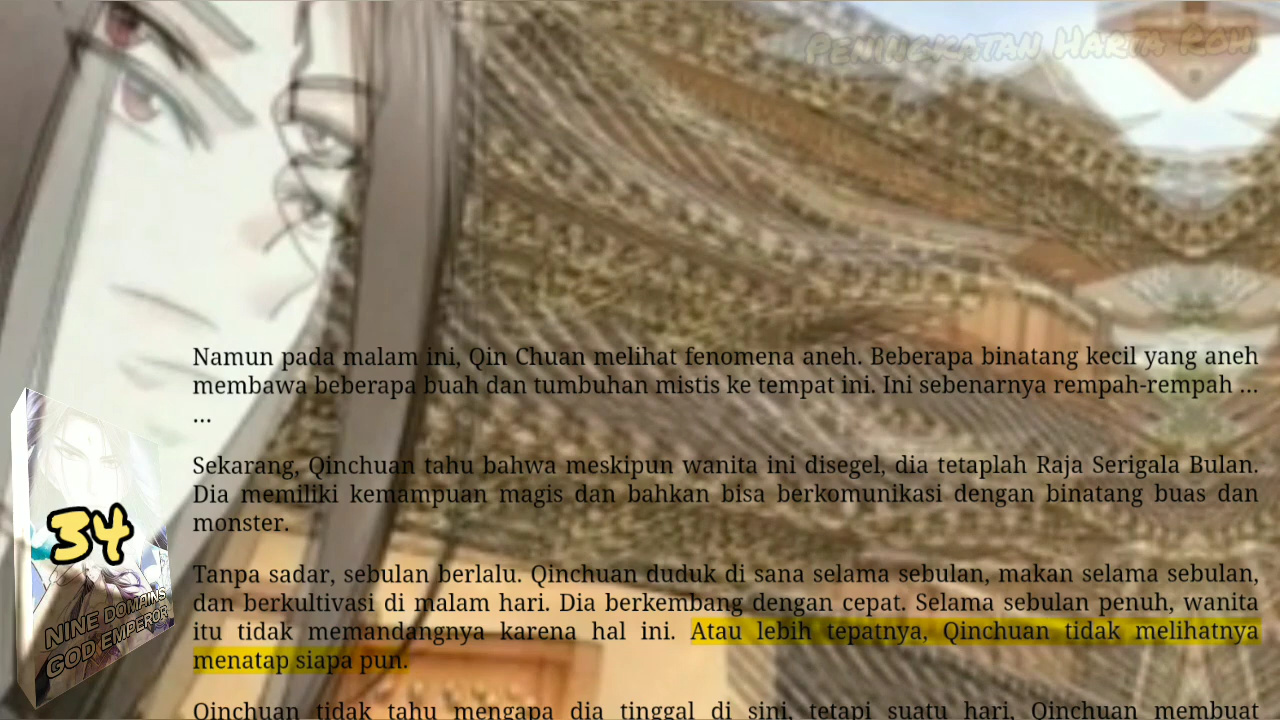 Peningkatan Harta Roh
Namun pada malam ini, Qin Chuan melihat fenomena aneh. Beberapa binatang kecil yang aneh
membawa beberapa buah dan tumbuhan mistis ke tempat ini. Ini sebenarnya rempah-rempah ...
...
Sekarang, Qinchuan tahu bahwa meskipun wanita ini disegel, dia tetaplah Raja Serigala Bulan.
Dia memiliki kemampuan magis dan bahkan bisa berkomunikasi dengan binatang buas dan
monster.
Tanpa sadar, sebulan berlalu. Qinchuan duduk di sana selama sebulan, makan selama sebulan,
dan berkultivasi di malam hari. Dia berkembang dengan cepat. Selama sebulan penuh, wanita
itu tidak memandangnya karena hal ini. Atau lebih tepatnya, Qinchuan tidak melihatnya
menatap siapa pun.
Qinchuan tidak tahu mengapa dia tinggal di sini, tetapi suatu hari, Qinchuan membuat
34
NINE DOMAINS
GOD EMPEROR